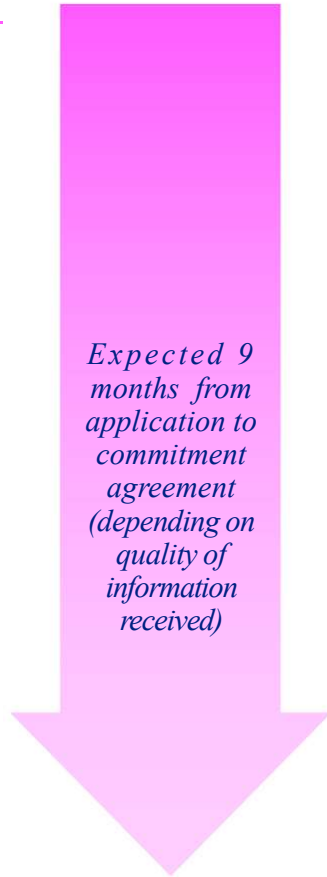 Expected 9
months from
application to
commitment
agreement
(depending on
quality of
information
received)